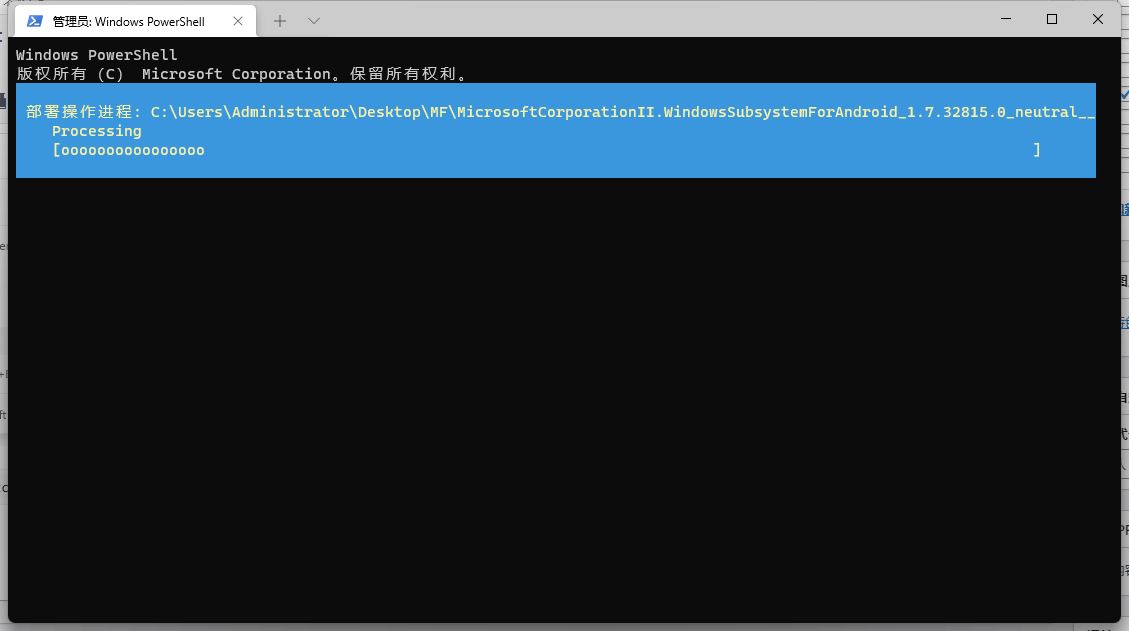 管理员: Windows PowerShell
Windows PowerShell
版权所有 (C)  Microsoft Corporation。保留所有权利。
部署操作进程: C:\Users\Administrator\Desktop\MF\MicrosoftCorporationII.WindowsSubsystemForAndroid_1.7.32815.0_neutral__
Processing
[oooooooooooooooo ]